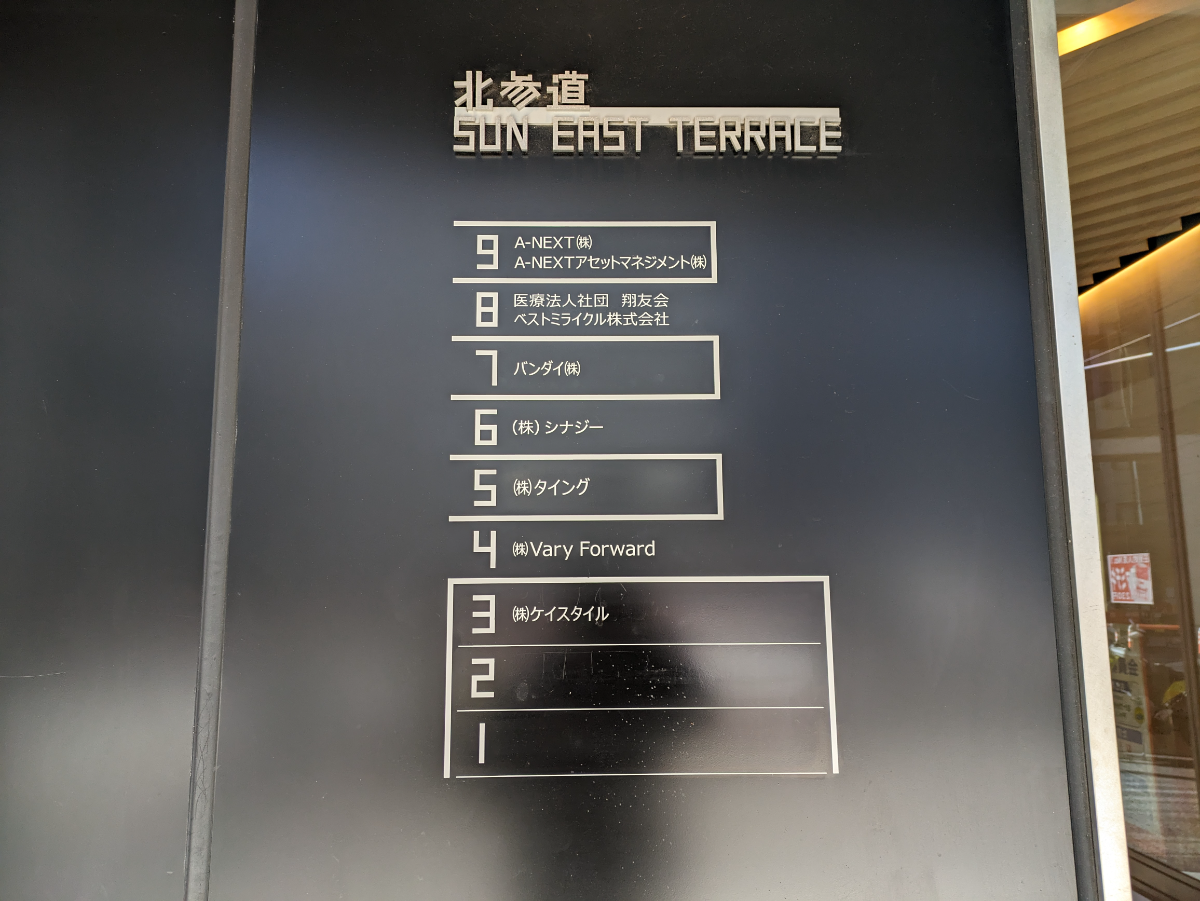 北参道
SUN EAST TERRACE
9 A-NEXT㈱
A-NEXTアセットマネジメント㈱
8 医療法人社団 翔友会
ベストミライクル株式会社
7 バンダイ㈱
6 (株) シナジー
5 ㈱タイング
4 ㈱Vary Forward
3 ㈱ケイスタイル
2
1